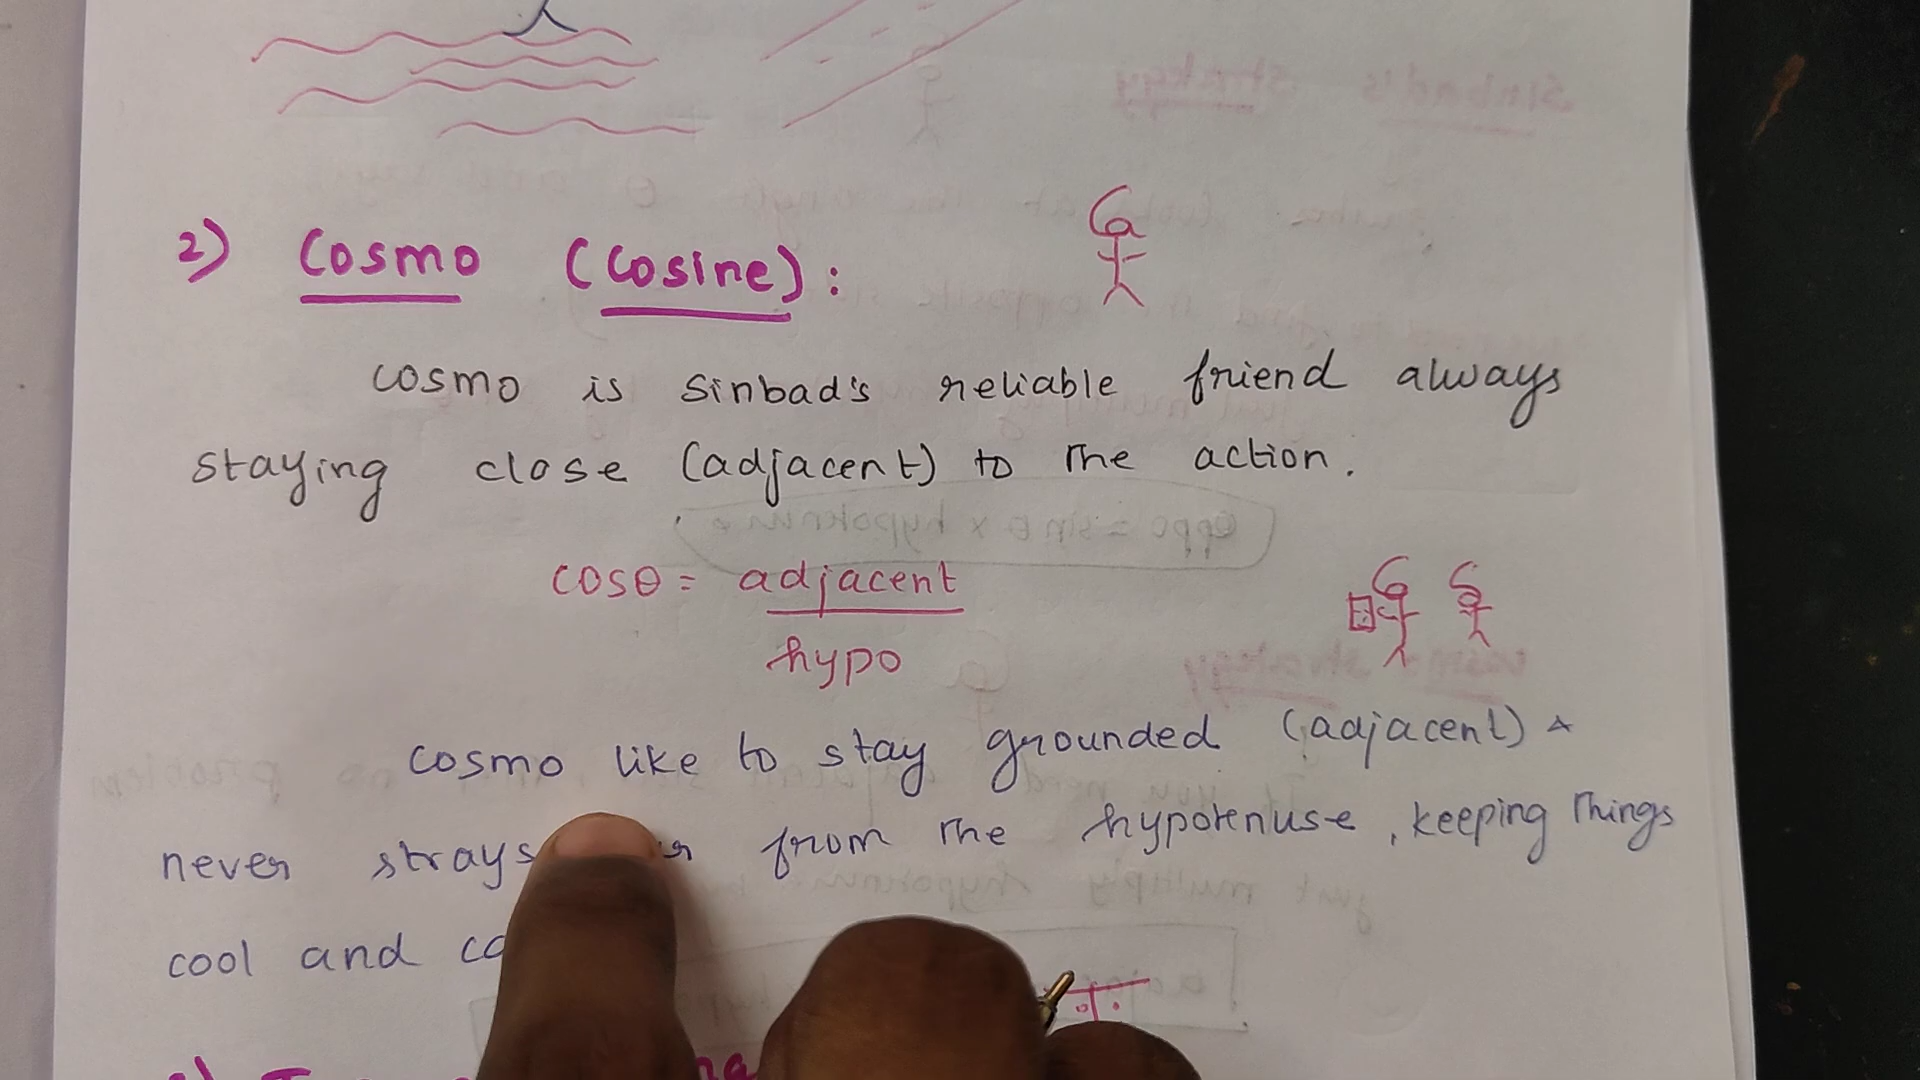 2) Cosmo (Cosine):
cosmo is Sinbad's reliable friend always
staying close (adjacent) to the action.
cosθ = adjacent
hypo
cosmo like to stay grounded (adjacent) &
never strays from the hypotenuse, keeping things
cool and